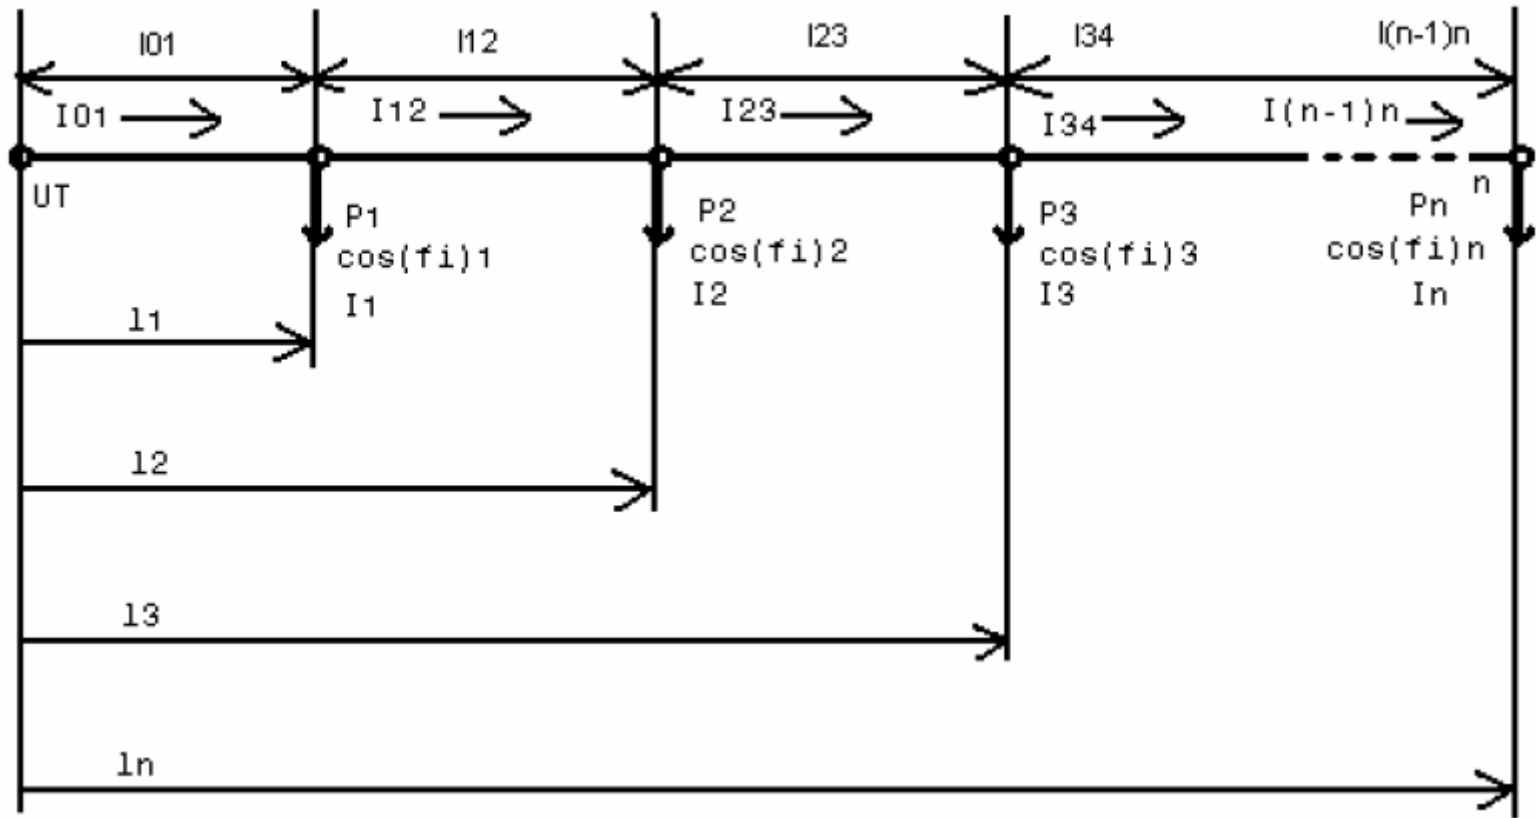 l01
l12
l23
l34
l(n-1)n
I01
I12
I23
I34
I(n-1)n
UT
n
P1
cos(fi)1
I1
P2
cos(fi)2
I2
P3
cos(fi)3
I3
Pn
cos(fi)n
In
l1
l2
l3
ln